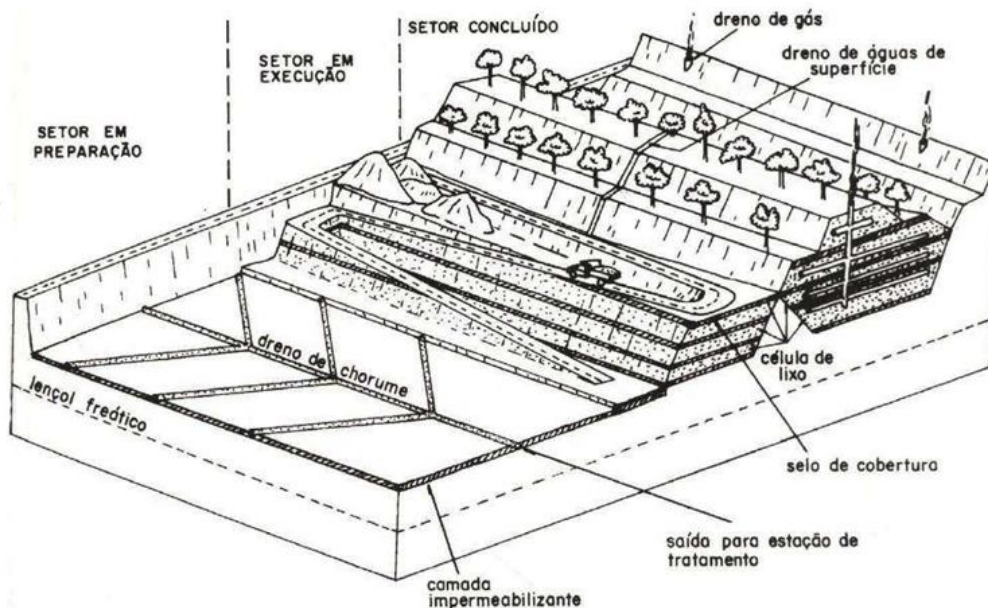 SETOR EM
PREPARAÇÃO
SETOR EM
EXECUÇÃO
SETOR CONCLUÍDO
dreno de gás
dreno de águas de
superfície
dreno de chorume
lençol freático
célula de
lixo
selo de cobertura
saída para estação de
tratamento
camada
impermeabilizante